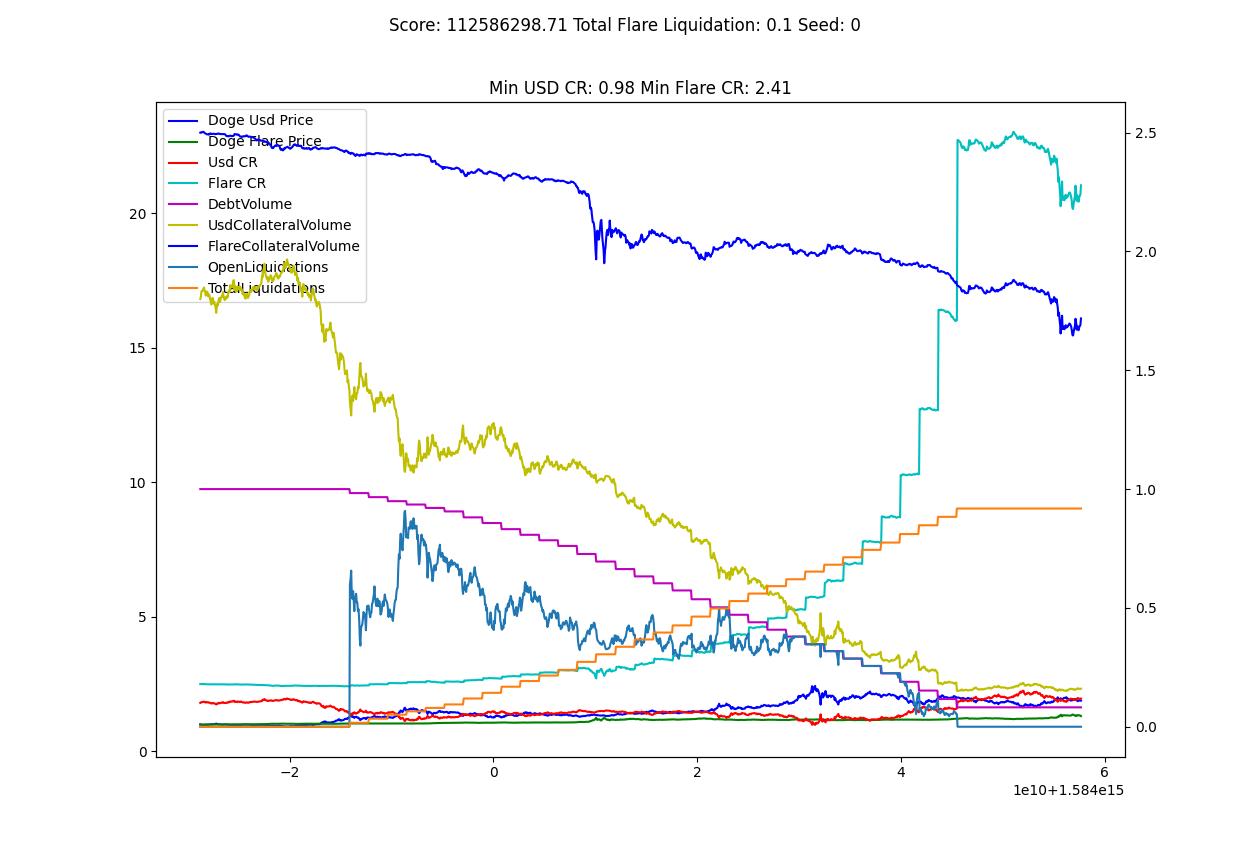 Score: 112586298.71 Total Flare Liquidation: 0.1 Seed: 0
Min USD CR: 0.98 Min Flare CR: 2.41
Doge Usd Price
Doge Flare Price
Usd CR
Flare CR
DebtVolume
UsdCollateralVolume
FlareCollateralVolume
OpenLiquidations
TotalLiquidations
20
15
10
5
0
2.5
2.0
1.5
1.0
0.5
0.0
−2 0 2 4 6
1e10+1.584e15